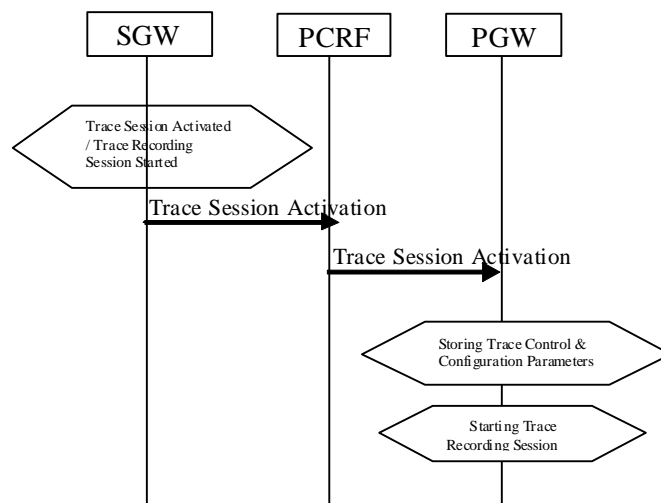 SGW
PCRF
PGW
Trace Session Activated
/ Trace Recording
Session Started
Trace Session Activation
Trace Session Activation
Storing Trace Control &
Configuration Parameters
Starting Trace
Recording Session